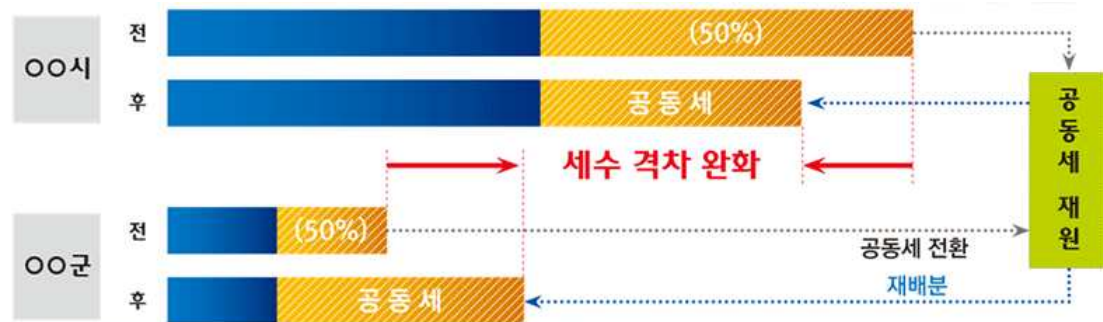 전
(50%)
○○시
후
공동세
세수 격차 완화
공동세 재원
전
(50%)
공동세 전환
○○군
재배분
후
공동세